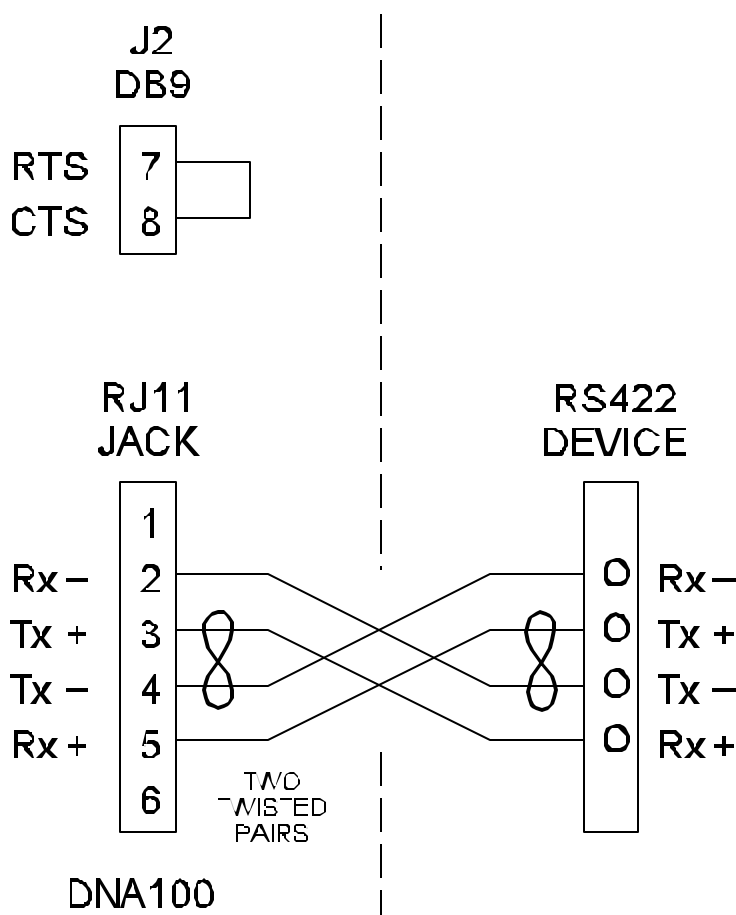 J2
DB9
RTS 7
CTS 8
RJ11
JACK
RS422
DEVICE
1
Rx - 2 Rx -
Tx + 3 Tx +
Tx - 4 Tx -
Rx + 5 Rx +
6
TWO
TWISTED
PAIRS
DNA100